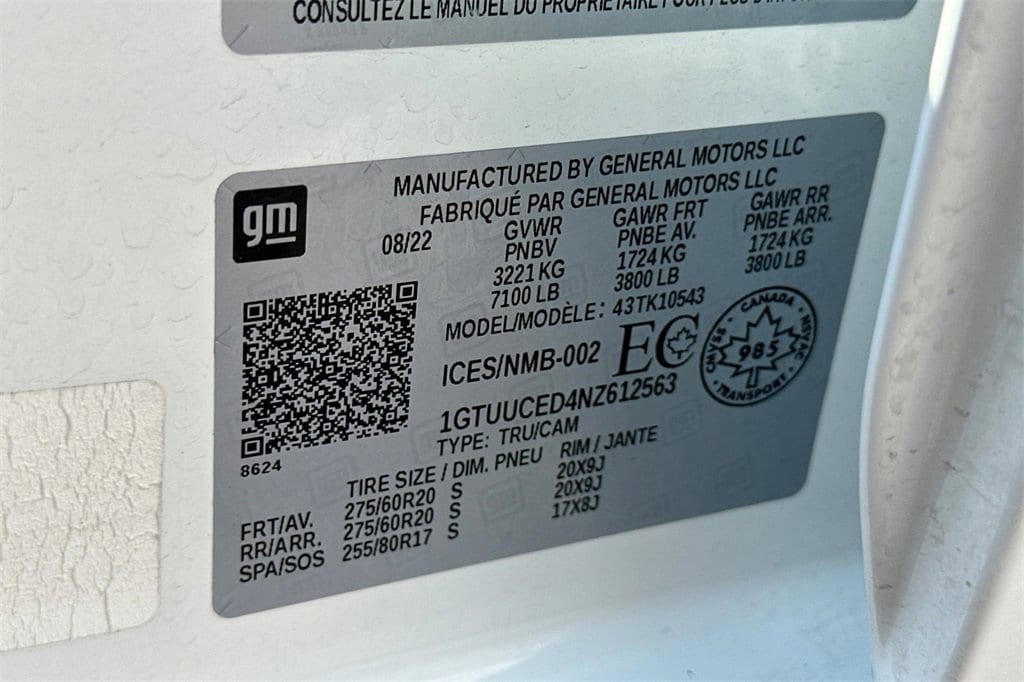 CONSULTEZ LE MANUEL DU PROPRIÉTAIRE POUR PLUS
gm
MANUFACTURED BY GENERAL MOTORS LLC
FABRIQUÉ PAR GENERAL MOTORS LLC
08/22 GVWR GAWR FRT GAWR RR
PNBV PNBE AV. PNBE ARR.
3221 KG 1724 KG 1724 KG
7100 LB 3800 LB 3800 LB
MODEL/MODÈLE: 43TK10543
ICES/NMB-002 EC
CANADA
CMVSS 985 NSVAC
TRANSPORT
1GTUUCED4NZ612563
TYPE: TRU/CAM
8624
TIRE SIZE / DIM. PNEU RIM / JANTE
FRT/AV. 275/60R20 S 20X9J
RR/ARR. 275/60R20 S 20X9J
SPA/SOS 255/80R17 S 17X8J